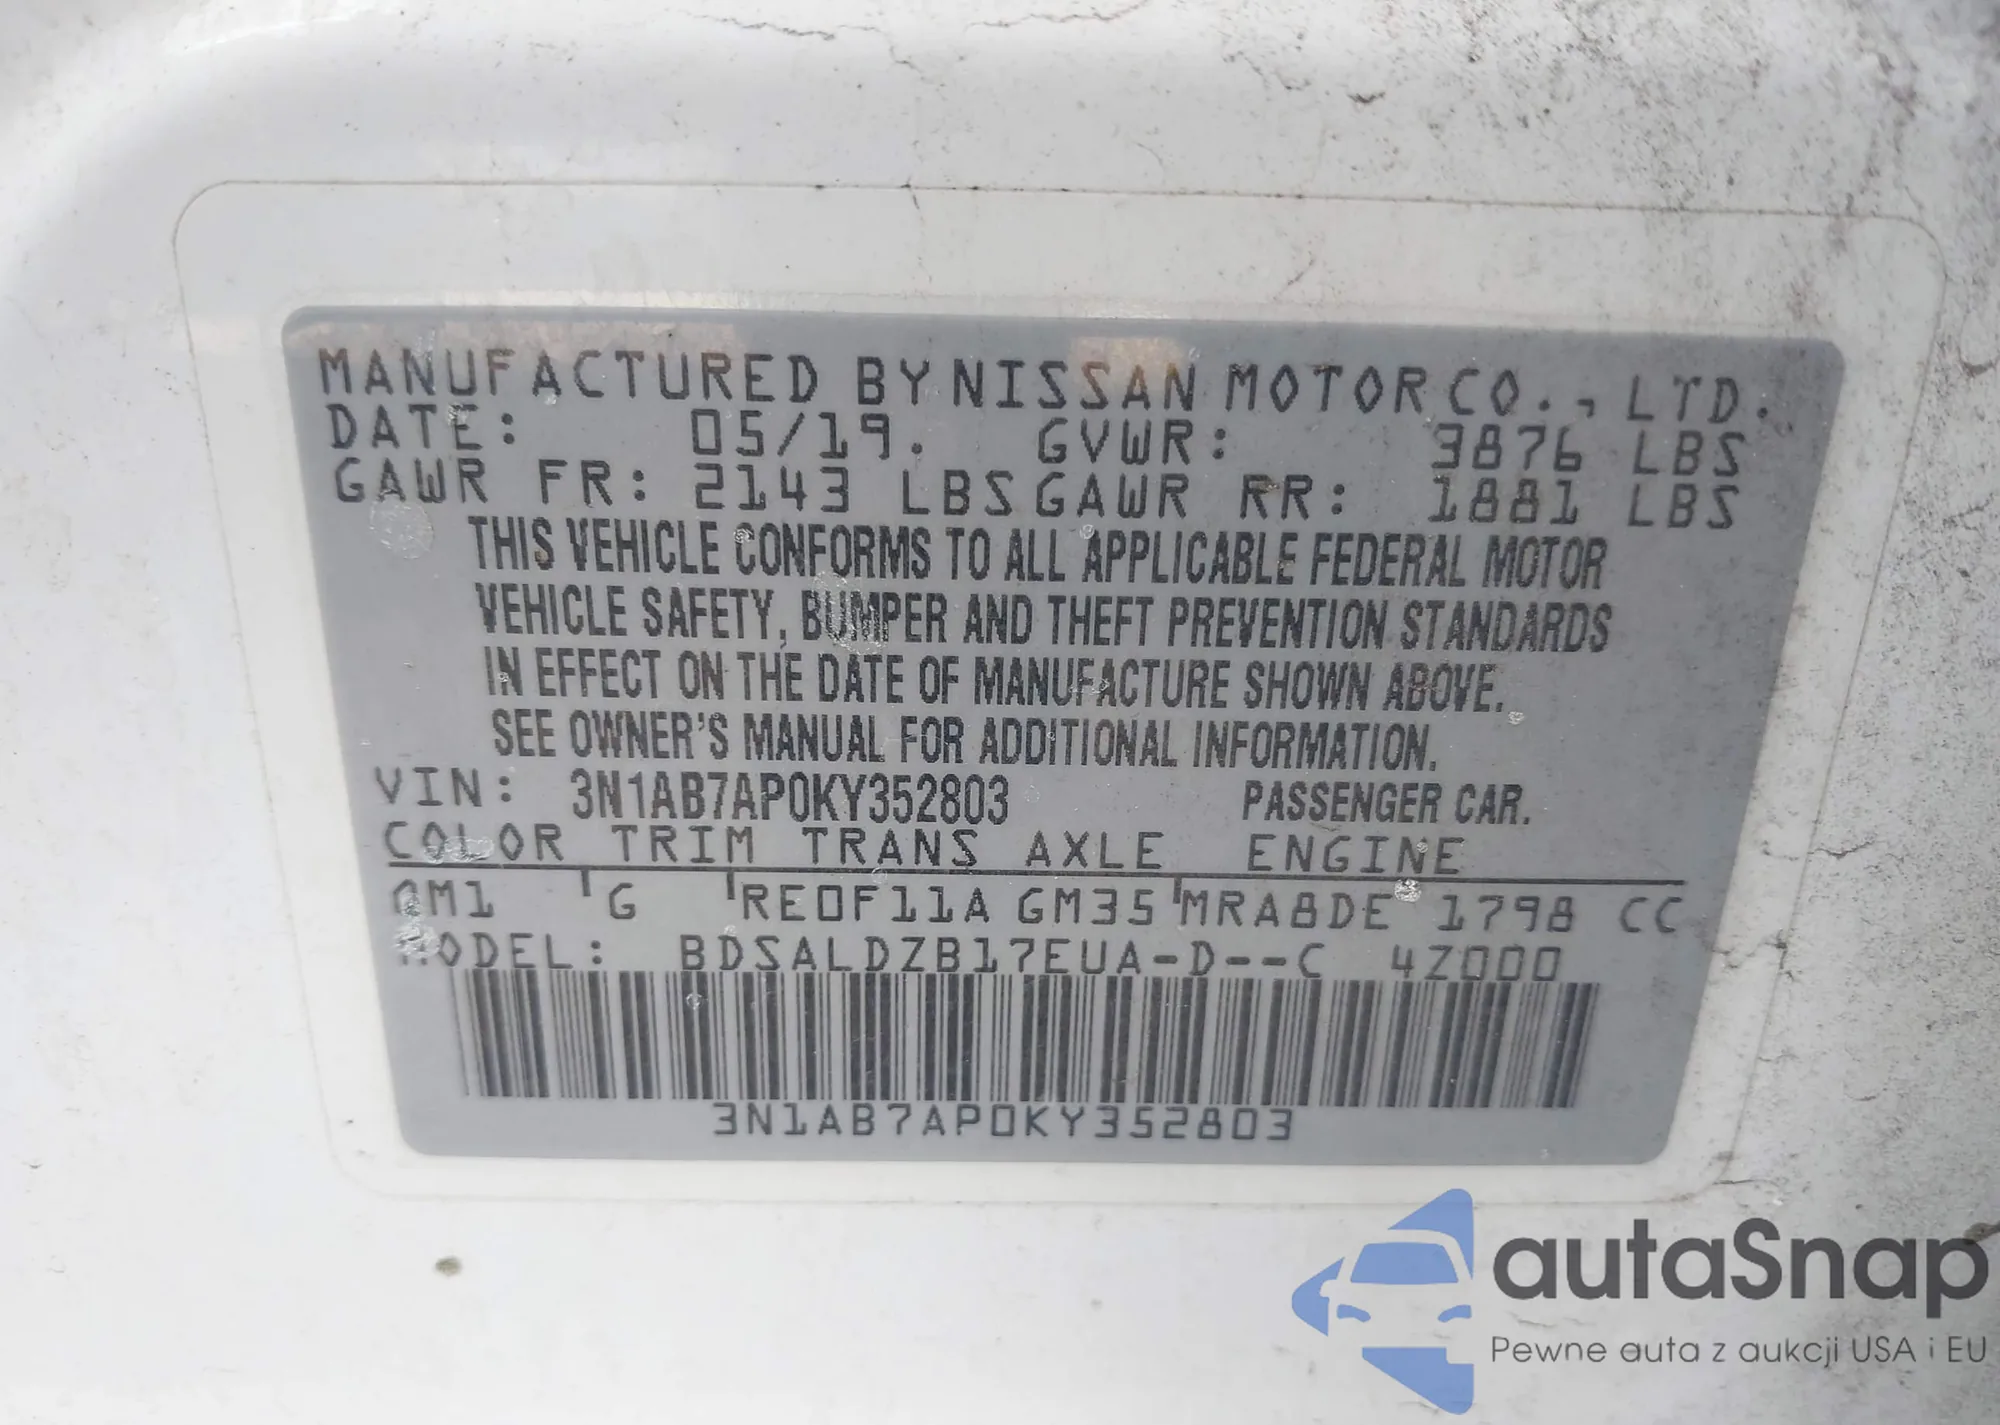 MANUFACTURED BY NISSAN MOTOR CO., LTD.
DATE: 05/19. GVWR: 3876 LBS
GAWR FR: 2143 LBS GAWR RR: 1881 LBS
THIS VEHICLE CONFORMS TO ALL APPLICABLE FEDERAL MOTOR
VEHICLE SAFETY, BUMPER AND THEFT PREVENTION STANDARDS
IN EFFECT ON THE DATE OF MANUFACTURE SHOWN ABOVE.
SEE OWNER'S MANUAL FOR ADDITIONAL INFORMATION.
VIN: 3N1AB7AP0KY352803 PASSENGER CAR.
COLOR TRIM TRANS AXLE ENGINE
QM1 G RE0F11A GM35 MRA8DE 1798 CC
MODEL: BDSALDZB17EUA-D--C 4Z000
3N1AB7AP0KY352803
autaSnap
Pewne auta z aukcji USA i EU